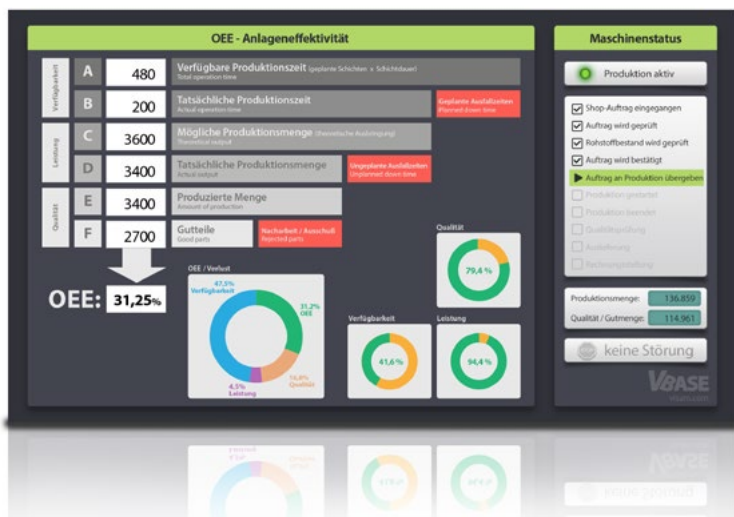 OEE - Anlageneffektivität
Verfügbarkeit
A
480
Verfügbare Produktionszeit (geplante Schichten + Schichtdauer)
Total operation time
B
200
Tatsächliche Produktionszeit
Actual operation time
Geplante Ausfallzeiten
Planned down time
Leistung
C
3600
Mögliche Produktionsmenge (theoretische Ausbringung)
Theoretical output
D
3400
Tatsächliche Produktionsmenge
Actual output
Ungeplante Ausfallzeiten
Unplanned down time
Qualität
E
3400
Produzierte Menge
Amount of production
F
2700
Gutteile
Good parts
Nacharbeit / Ausschuß
Rejected parts
OEE: 31,25%
OEE / Verlust
47,5%
Verfügbarkeit
31,2%
OEE
Qualität
4,5%
Leistung
Qualität
79,4 %
Verfügbarkeit
41,6 %
Leistung
94,4 %
Maschinenstatus
Produktion aktiv
Shop-Auftrag eingegangen
Auftrag wird geprüft
Rohstoffbestand wird geprüft
Auftrag wird bestätigt
Auftrag an Produktion übergeben
Produktion gestartet
Produktion beendet
Qualitätsprüfung
Auslieferung
Rechnungsstellung
Produktionsmenge: 136.859
Qualität / Gutmenge: 114.961
keine Störung
VBASE